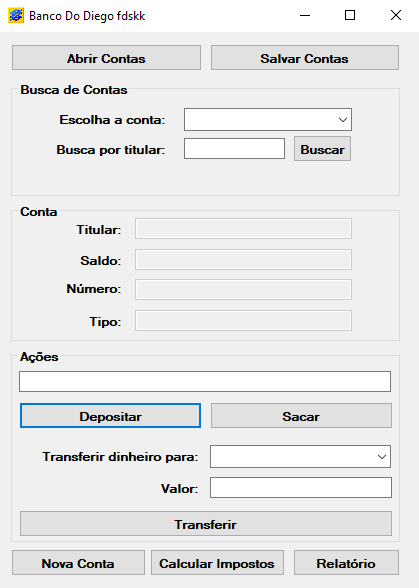 Banco Do Diego fdskk
Abrir Contas Salvar Contas
Busca de Contas
Escolha a conta:
Busca por titular: Buscar
Conta
Titular:
Saldo:
Número:
Tipo:
Ações
Depositar Sacar
Transferir dinheiro para:
Valor:
Transferir
Nova Conta Calcular Impostos Relatório